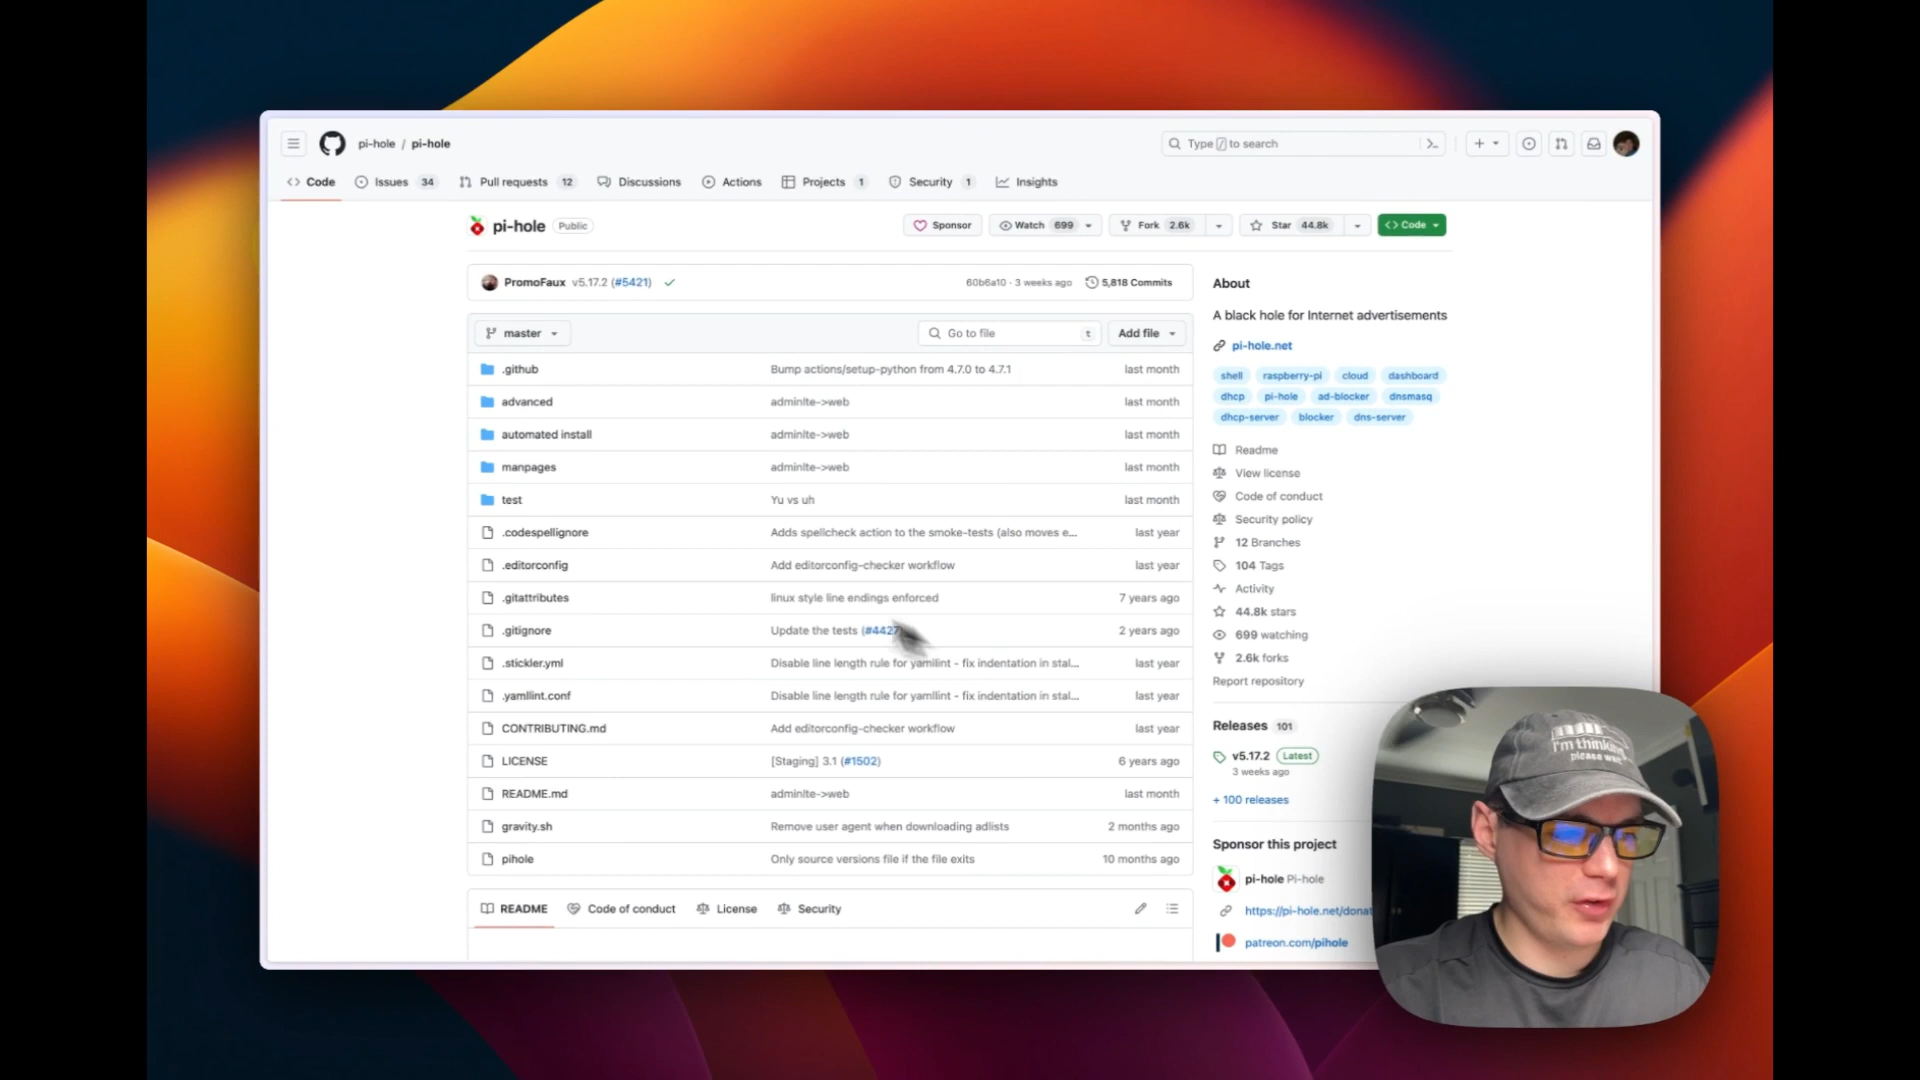 pi-hole / pi-hole
Type / to search
Code Issues 34 Pull requests 12 Discussions Actions Projects 1 Security 1 Insights
pi-hole Public
Sponsor Watch 699 Fork 2.6k Star 44.8k Code
PromoFaux v5.17.2 (#5421) 60b6a10 · 3 weeks ago 5,818 Commits
master Go to file t Add file
.github Bump actions/setup-python from 4.7.0 to 4.7.1 last month
advanced adminlte->web last month
automated install adminlte->web last month
manpages adminlte->web last month
test Yu vs uh last month
.codespellignore Adds spellcheck action to the smoke-tests (also moves e... last year
.editorconfig Add editorconfig-checker workflow last year
.gitattributes linux style line endings enforced 7 years ago
.gitignore Update the tests (#4427) 2 years ago
.stickler.yml Disable line length rule for yamllint - fix indentation in stal... last year
.yamllint.conf Disable line length rule for yamllint - fix indentation in stal... last year
CONTRIBUTING.md Add editorconfig-checker workflow last year
LICENSE [Staging] 3.1 (#1502) 6 years ago
README.md adminlte->web last month
gravity.sh Remove user agent when downloading adlists 2 months ago
pihole Only source versions file if the file exits 10 months ago
README Code of conduct License Security
About
A black hole for Internet advertisements
pi-hole.net
shell raspberry-pi cloud dashboard
dhcp pi-hole ad-blocker dnsmasq
dhcp-server blocker dns-server
Readme
View license
Code of conduct
Security policy
12 Branches
104 Tags
Activity
44.8k stars
699 watching
2.6k forks
Report repository
Releases 101
v5.17.2 Latest
3 weeks ago
+ 100 releases
Sponsor this project
pi-hole Pi-hole
https://pi-hole.net/donat
patreon.com/pihole
I'm thinking
please wait